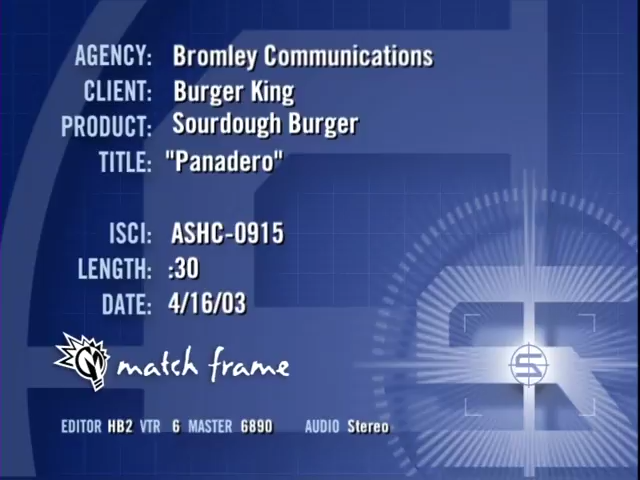 AGENCY: Bromley Communications
CLIENT: Burger King
PRODUCT: Sourdough Burger
TITLE: "Panadero"
ISCI: ASHC-0915
LENGTH: :30
DATE: 4/16/03
match frame
EDITOR HB2 VTR 6 MASTER 6890 AUDIO Stereo